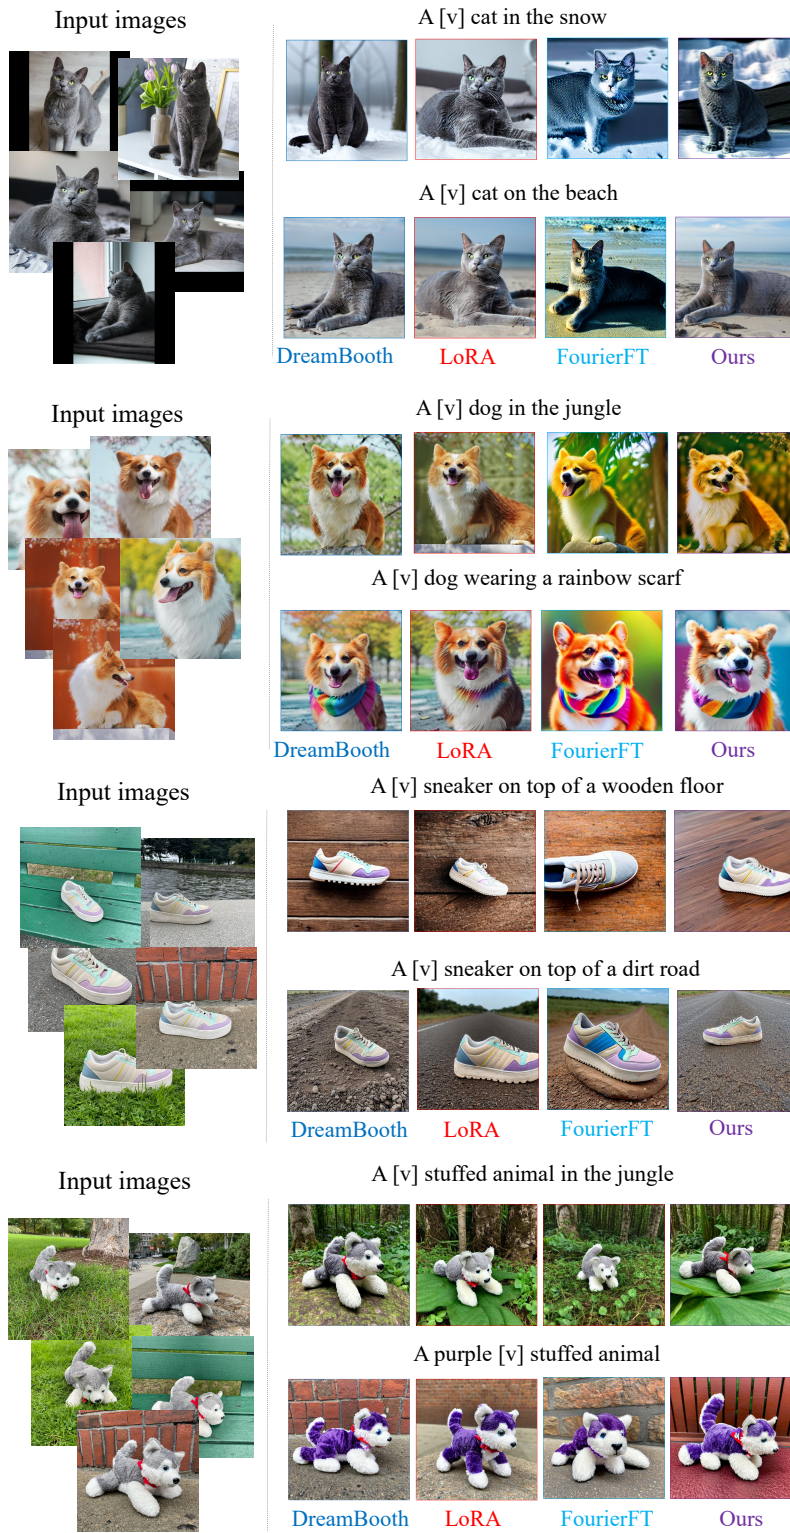 Input images
A [v] cat in the snow
A [v] cat on the beach
DreamBooth LoRA FourierFT Ours
Input images
A [v] dog in the jungle
A [v] dog wearing a rainbow scarf
DreamBooth LoRA FourierFT Ours
Input images
A [v] sneaker on top of a wooden floor
A [v] sneaker on top of a dirt road
DreamBooth LoRA FourierFT Ours
Input images
A [v] stuffed animal in the jungle
A purple [v] stuffed animal
DreamBooth LoRA FourierFT Ours